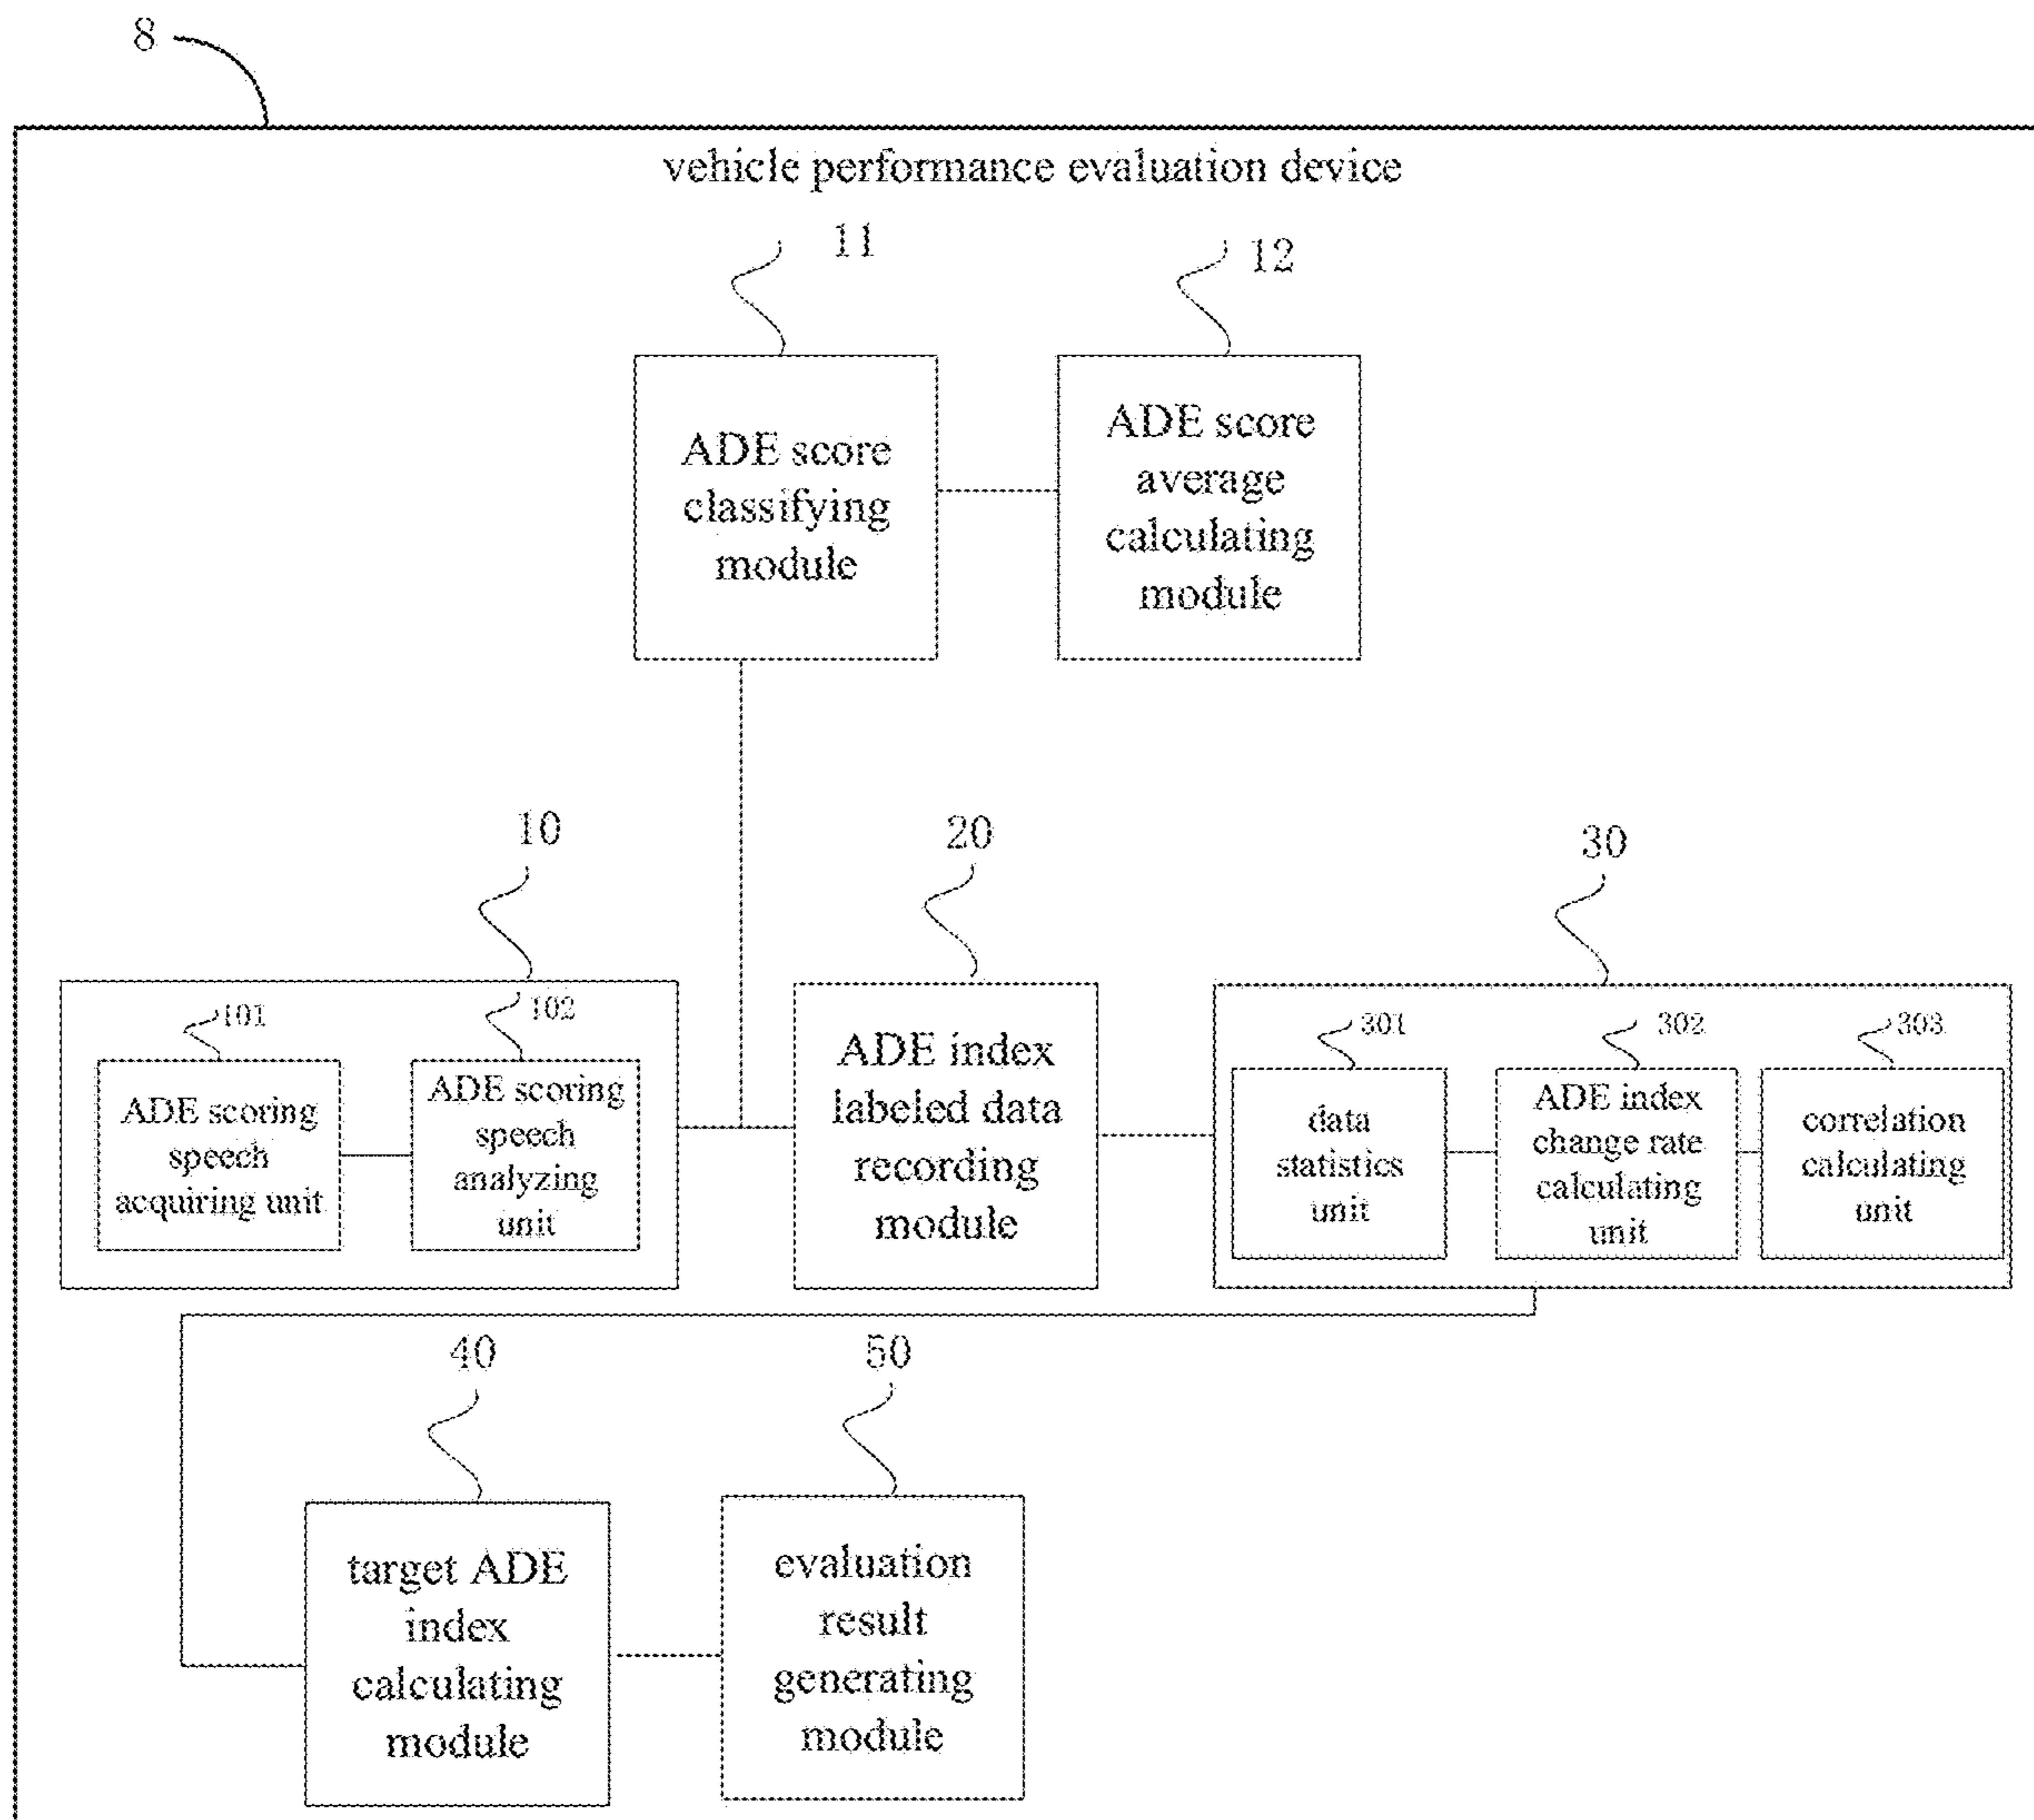 8
vehicle performance evaluation device
11
12
ADE score
classifying
module
ADE score
average
calculating
module
10
20
30
101
102
ADE scoring
speech
acquiring unit
ADE scoring
speech
analyzing
unit
ADE index
labeled data
recording
module
301
302
303
data
statistics
unit
ADE index
change rate
calculating
unit
correlation
calculating
unit
40
50
target ADE
index
calculating
module
evaluation
result
generating
module